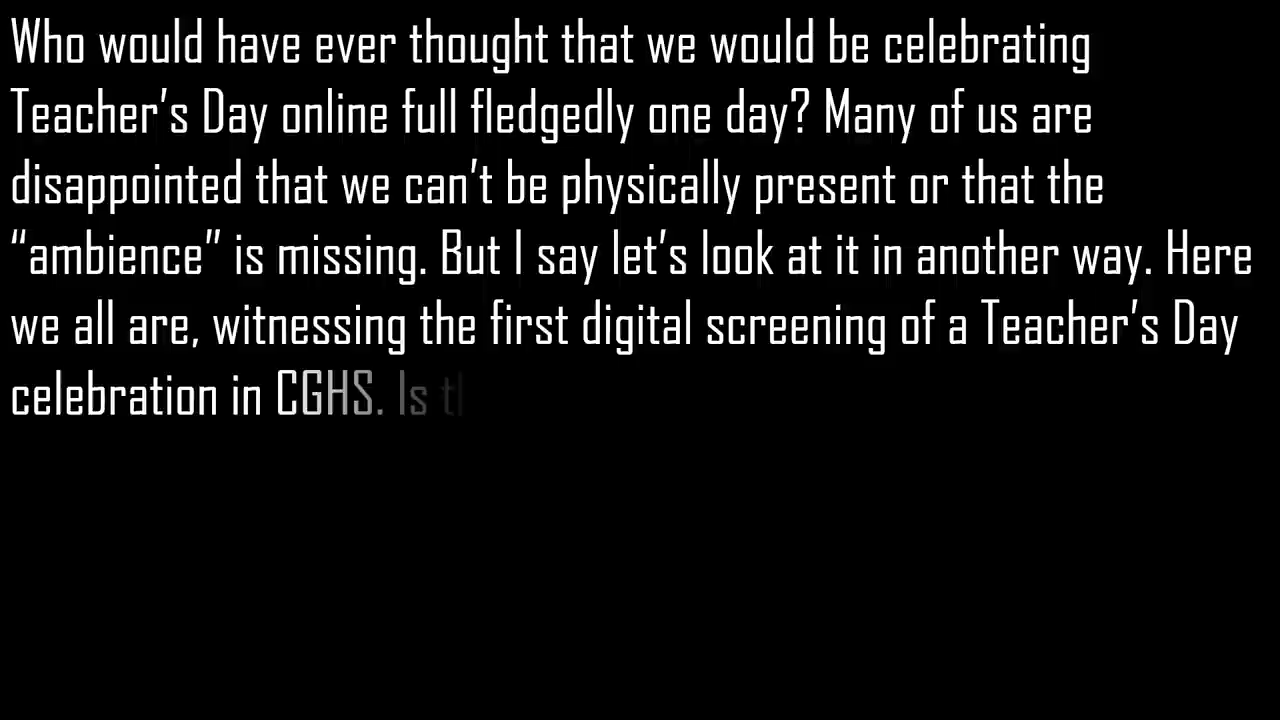 Who would have ever thought that we would be celebrating
Teacher’s Day online full fledgedly one day? Many of us are
disappointed that we can’t be physically present or that the
“ambience” is missing. But I say let’s look at it in another way. Here
we all are, witnessing the first digital screening of a Teacher’s Day
celebration in CGHS. Is